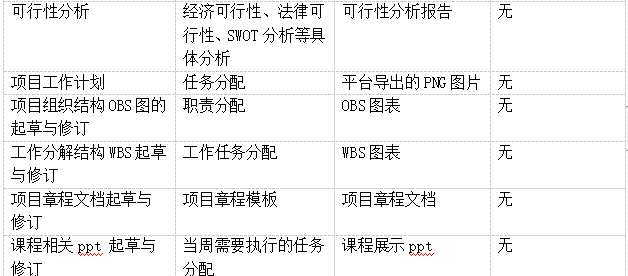 可行性分析 经济可行性、法律可 可行性分析报告 无
行性、SWOT 分析等具
体分析
项目工作计划 任务分配 平台导出的 PNG 图片 无
项目组织结构 OBS 图的 职责分配 OBS 图表 无
起草与修订
工作分解结构 WBS 起草 工作任务分配 WBS 图表 无
与修订
项目章程文档起草与 项目章程模板 项目章程文档 无
修订
课程相关 ppt 起草与 当周需要执行的任务 课程展示 ppt 无
修订 分配